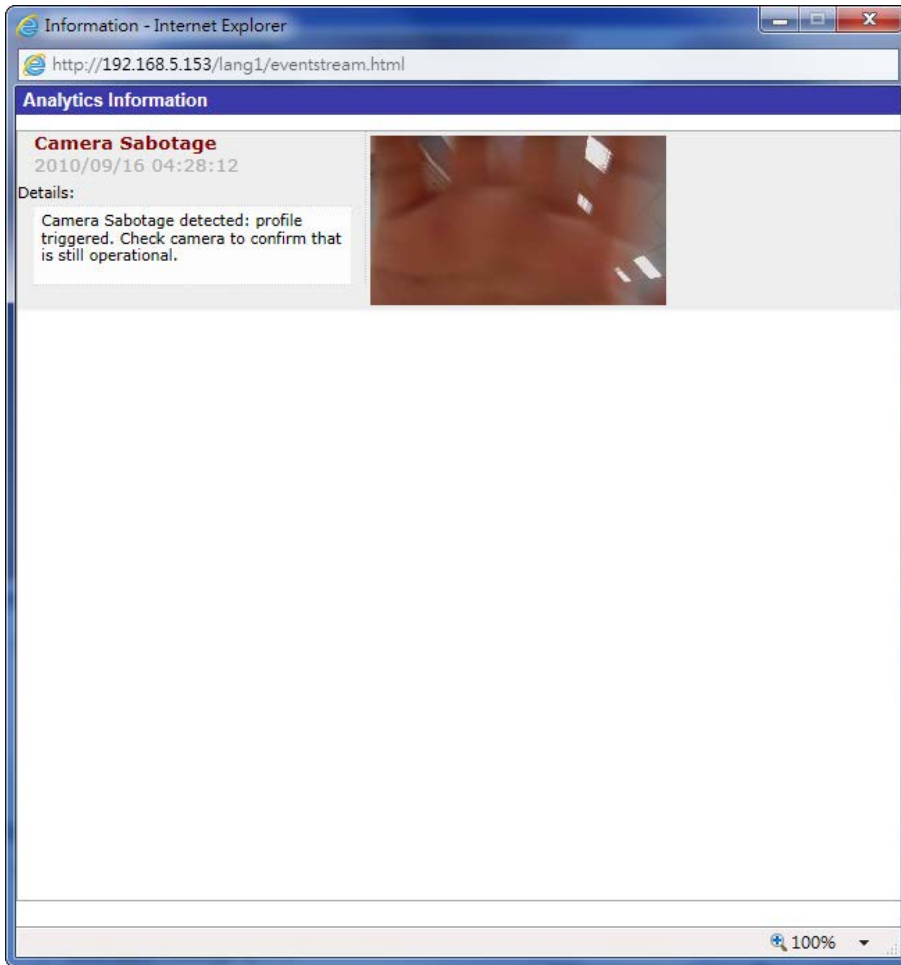 Information - Internet Explorer
http://192.168.5.153/lang1/eventstream.html
Analytics Information
Camera Sabotage
2010/09/16 04:28:12
Details:
Camera Sabotage detected: profile
triggered. Check camera to confirm that
is still operational.
100%